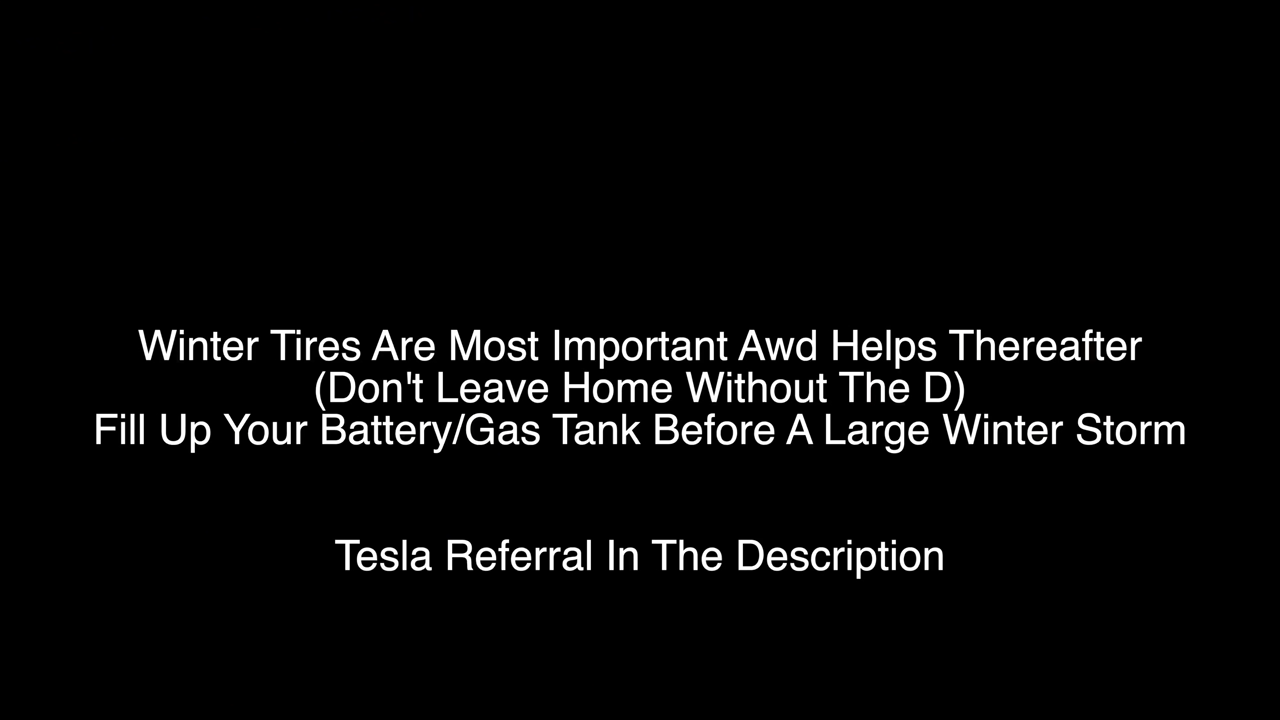 Winter Tires Are Most Important Awd Helps Thereafter
(Don't Leave Home Without The D)
Fill Up Your Battery/Gas Tank Before A Large Winter Storm
Tesla Referral In The Description